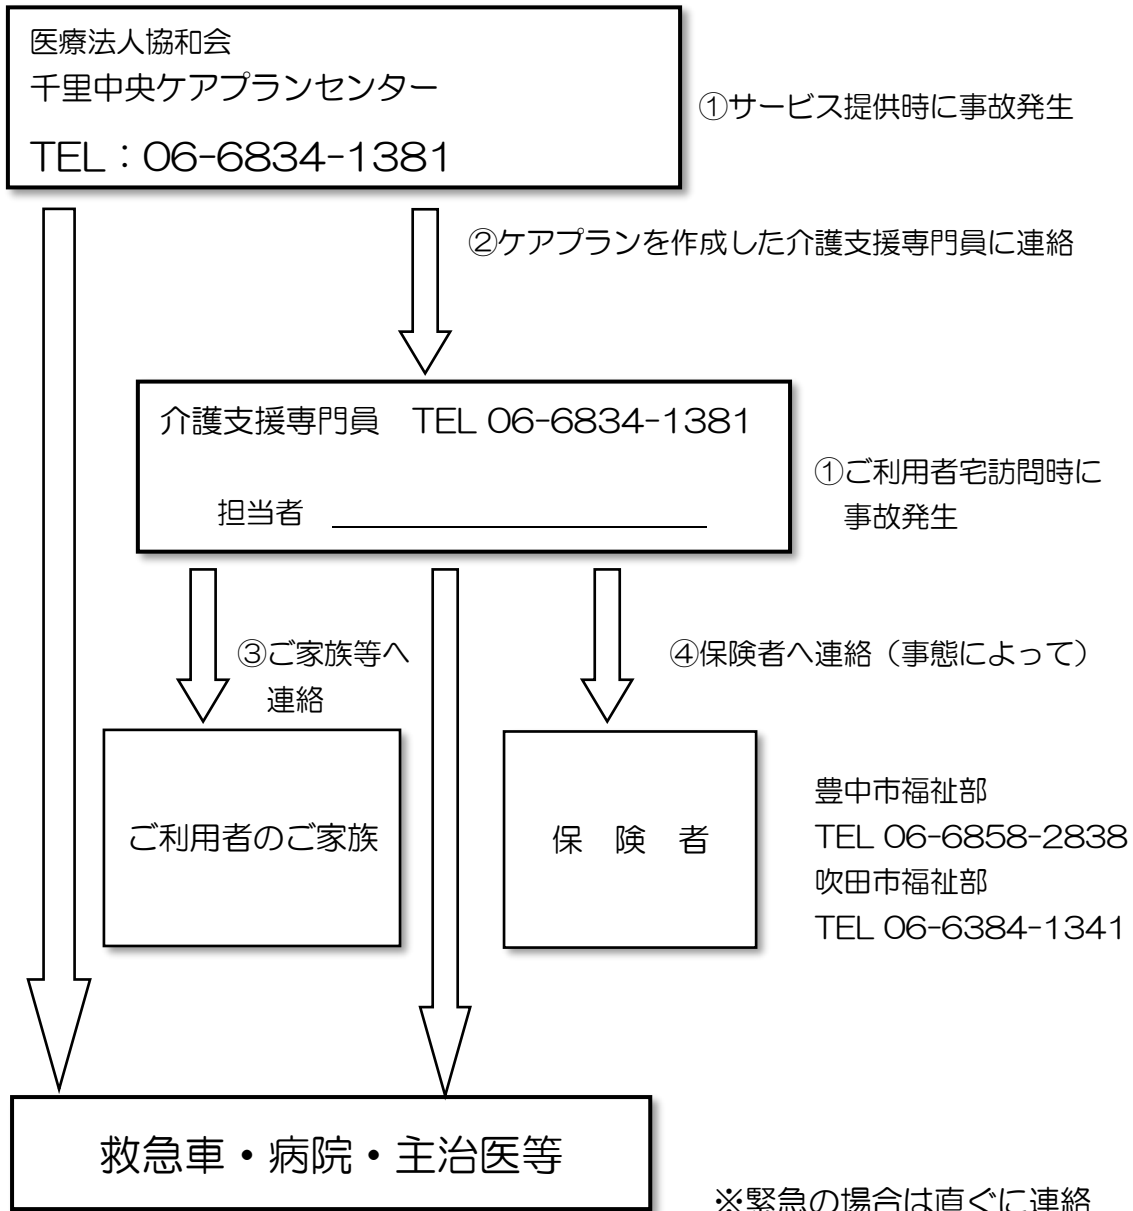 医療法人協和会
千里中央ケアプランセンター
TEL：06-6834-1381
①サービス提供時に事故発生
②ケアプランを作成した介護支援専門員に連絡
介護支援専門員　TEL 06-6834-1381
担当者
①ご利用者宅訪問時に
事故発生
③ご家族等へ
連絡
④保険者へ連絡（事態によって）
ご利用者のご家族
保　険　者
豊中市福祉部
TEL 06-6858-2838
吹田市福祉部
TEL 06-6384-1341
救急車・病院・主治医等
※緊急の場合は直ぐに連絡